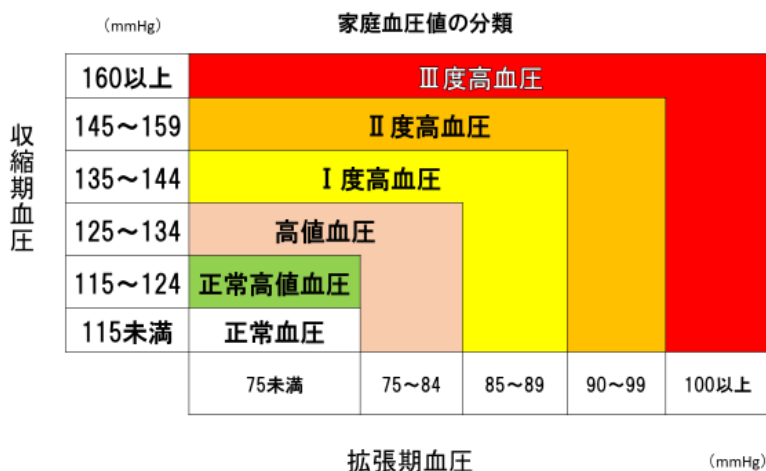 (mmHg)
家庭血圧値の分類
収縮期血圧
160以上
Ⅲ度高血圧
145～159
Ⅱ度高血圧
135～144
Ⅰ度高血圧
125～134
高値血圧
115～124
正常高値血圧
115未満
正常血圧
75未満
75～84
85～89
90～99
100以上
拡張期血圧
(mmHg)